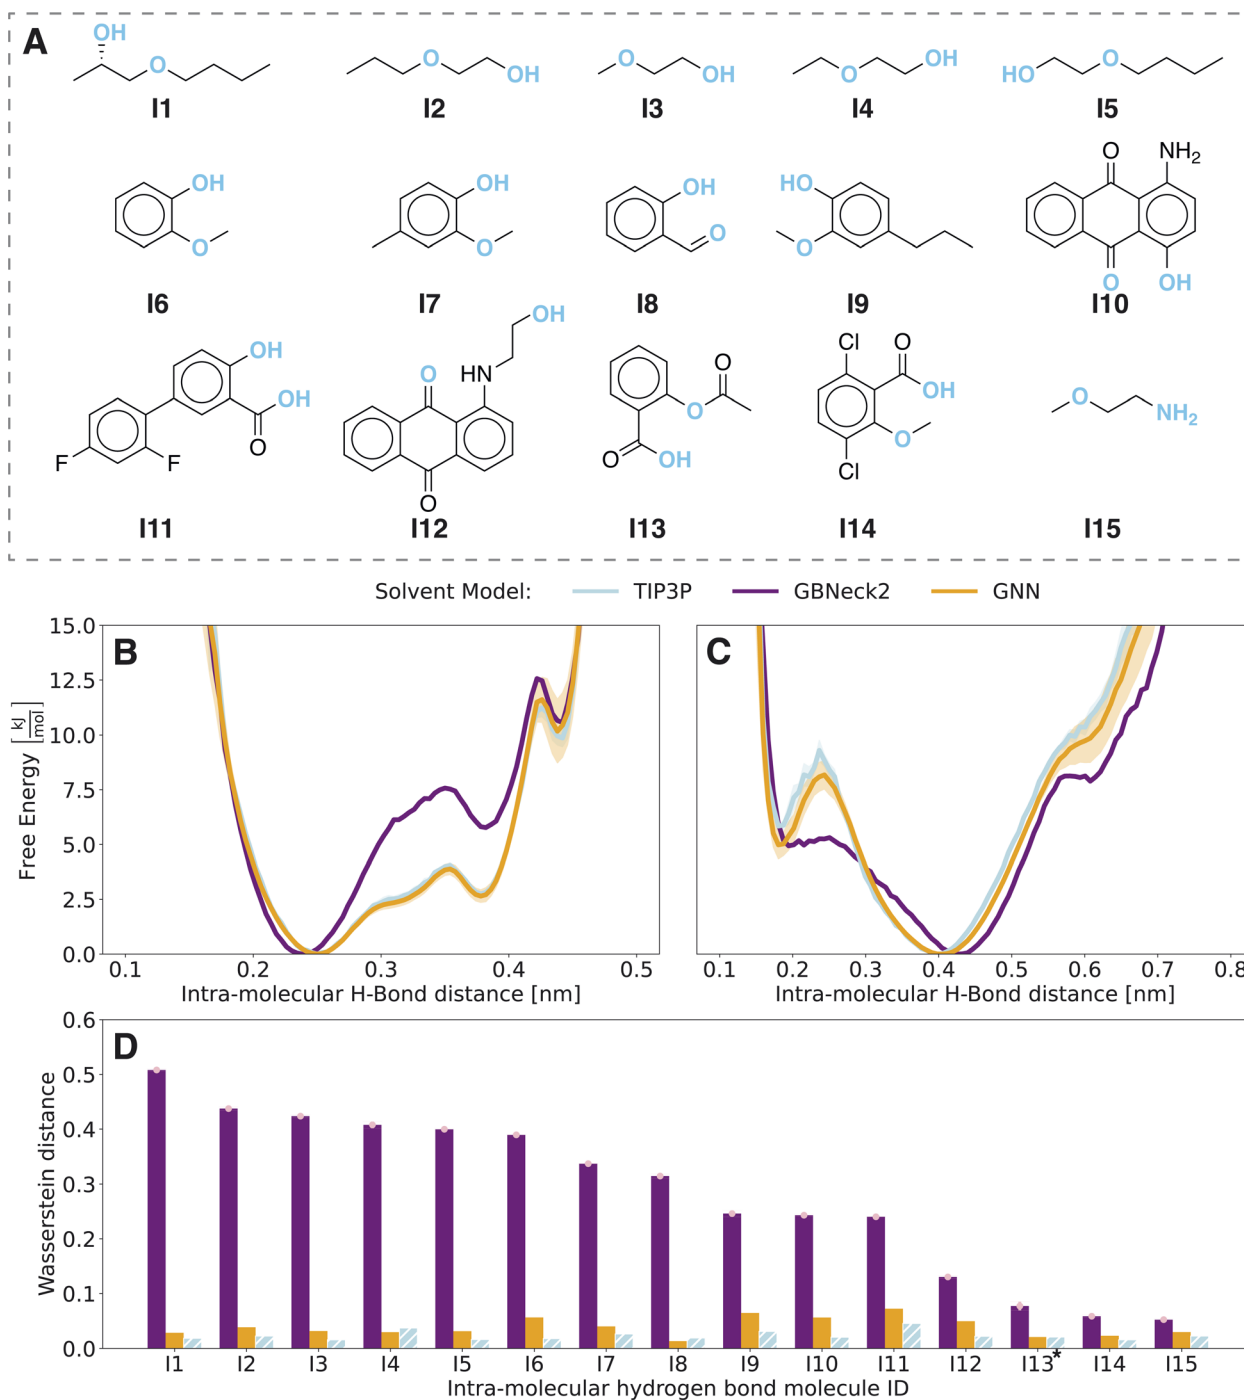 A
OH
O
I1
O
OH
I2
O
OH
I3
O
OH
I4
HO
O
I5
OH
O
I6
OH
O
I7
OH
O
I8
HO
O
I9
O
NH2
O
OH
I10
OH
OH
O
F
F
I11
OH
O
HN
O
I12
O
O
O
OH
I13
Cl
O
OH
O
Cl
I14
O
NH2
I15
Solvent Model: TIP3P GBNeck2 GNN
B
15.0
12.5
10.0
7.5
5.0
2.5
0.0
Free Energy [kJ/mol]
0.1 0.2 0.3 0.4 0.5
Intra-molecular H-Bond distance [nm]
C
0.1 0.2 0.3 0.4 0.5 0.6 0.7 0.8
Intra-molecular H-Bond distance [nm]
D
0.6
0.5
0.4
0.3
0.2
0.1
0.0
Wasserstein distance
I1 I2 I3 I4 I5 I6 I7 I8 I9 I10 I11 I12 I13* I14 I15
Intra-molecular hydrogen bond molecule ID